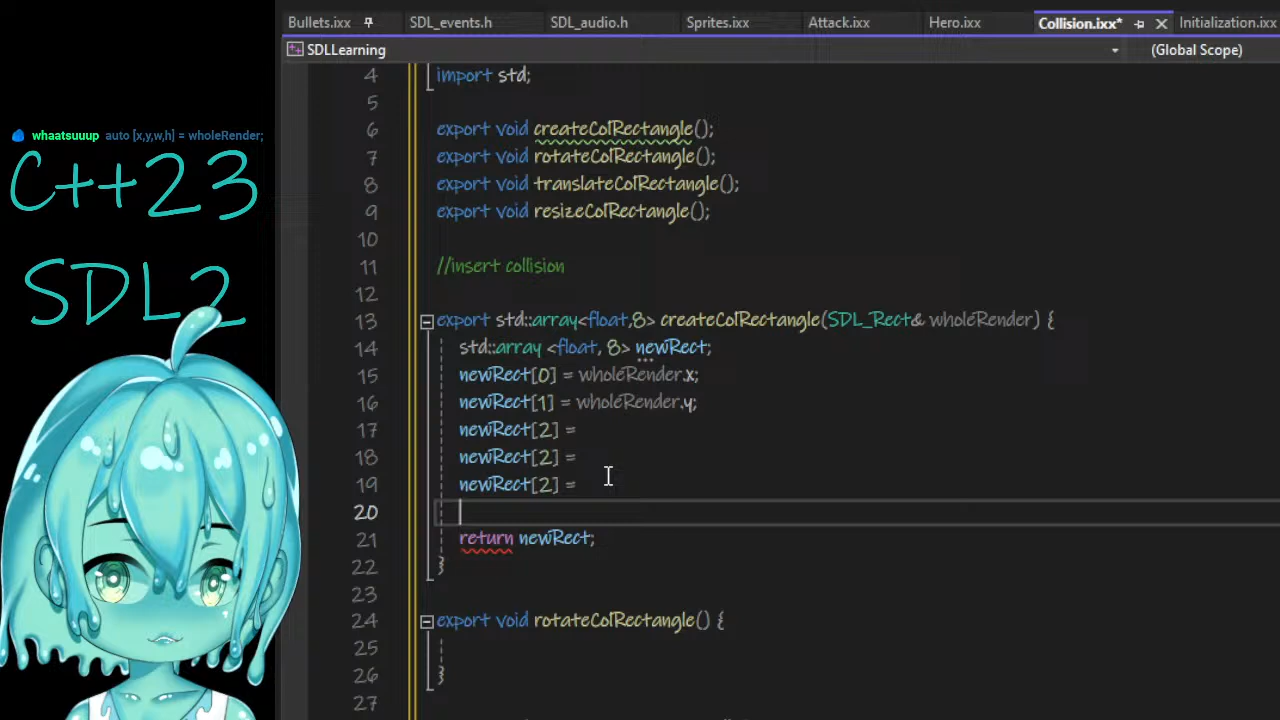 Bullets.ixx SDL_events.h SDL_audio.h Sprites.ixx Attack.ixx Hero.ixx Collision.ixx* Initialization.ixx
SDLLearning (Global Scope)
whaatsuuup auto [x,y,w,h] = wholeRender;
C++23
SDL2
4 import std;
5
6 export void createColRectangle();
7 export void rotateColRectangle();
8 export void translateColRectangle();
9 export void resizeColRectangle();
10
11 //insert collision
12
13 export std::array<float,8> createColRectangle(SDL_Rect& wholeRender) {
14 std::array <float, 8> newRect;
15 newRect[0] = wholeRender.x;
16 newRect[1] = wholeRender.y;
17 newRect[2] =
18 newRect[2] =
19 newRect[2] =
20
21 return newRect;
22 }
23
24 export void rotateColRectangle() {
25
26 }
27